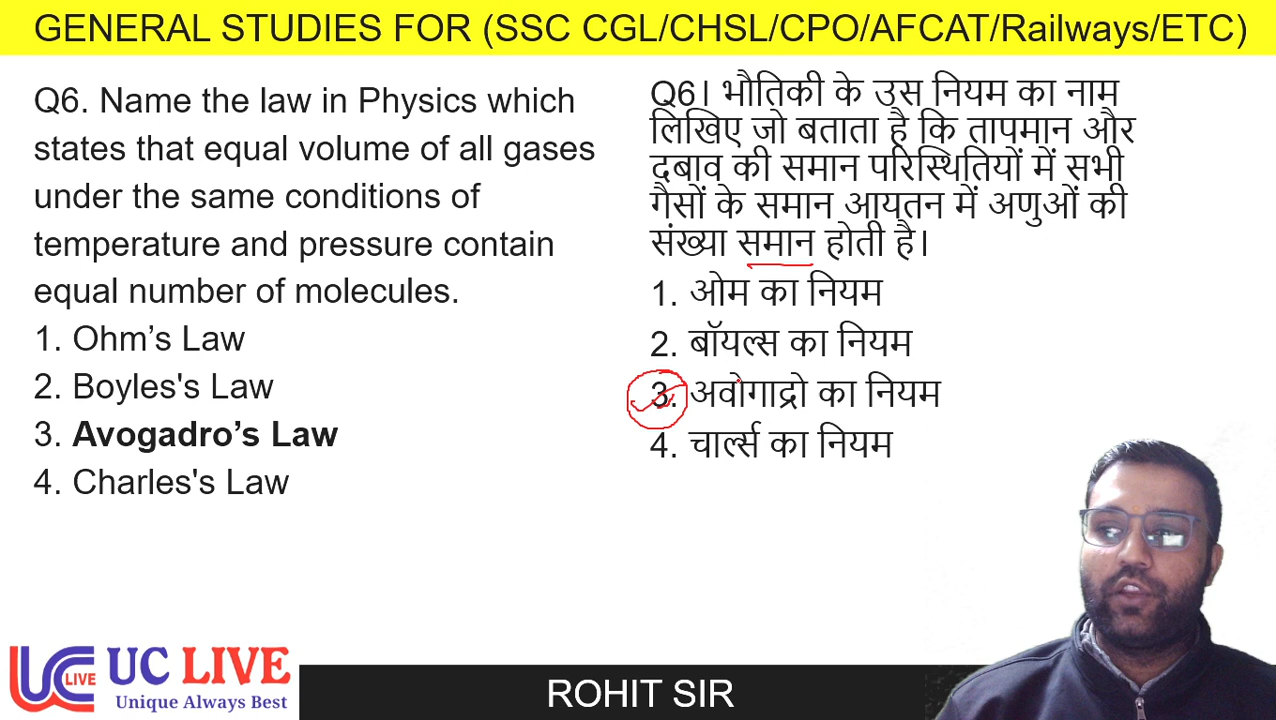 GENERAL STUDIES FOR (SSC CGL/CHSL/CPO/AFCAT/Railways/ETC)
Q6. Name the law in Physics which
states that equal volume of all gases
under the same conditions of
temperature and pressure contain
equal number of molecules.
1. Ohm’s Law
2. Boyles's Law
3. Avogadro’s Law
4. Charles's Law
Q6। भौतिकी के उस नियम का नाम
लिखिए जो बताता है कि तापमान और
दबाव की समान परिस्थितियों में सभी
गैसों के समान आयतन में अणुओं की
संख्या समान होती है।
1. ओम का नियम
2. बॉयल्स का नियम
3. अवोगाद्रो का नियम
4. चार्ल्स का नियम
UC LIVE
LIVE
Unique Always Best
ROHIT SIR